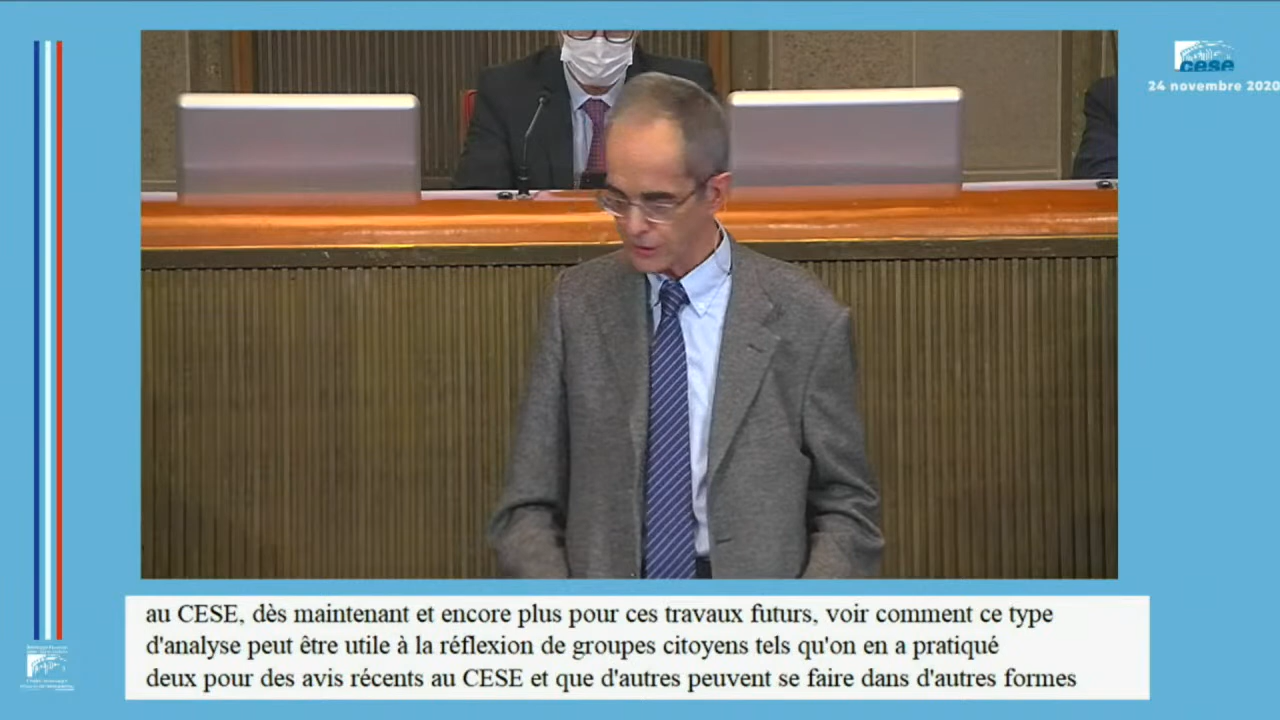 cese
24 novembre 2020
au CESE, dès maintenant et encore plus pour ces travaux futurs, voir comment ce type
d'analyse peut être utile à la réflexion de groupes citoyens tels qu'on en a pratiqué
deux pour des avis récents au CESE et que d'autres peuvent se faire dans d'autres formes